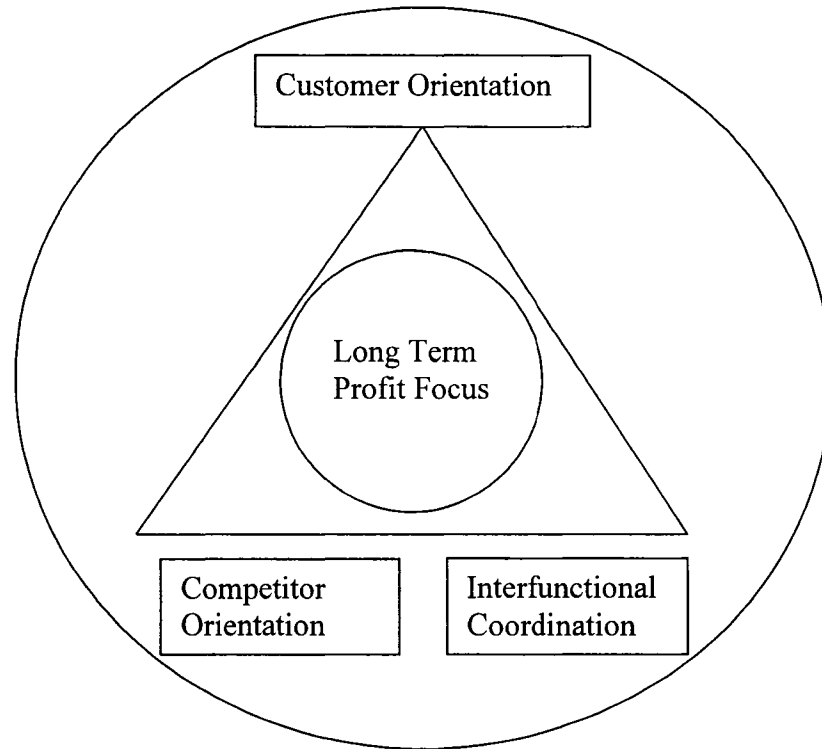 Customer Orientation
Long Term
Profit Focus
Competitor
Orientation
Interfunctional
Coordination